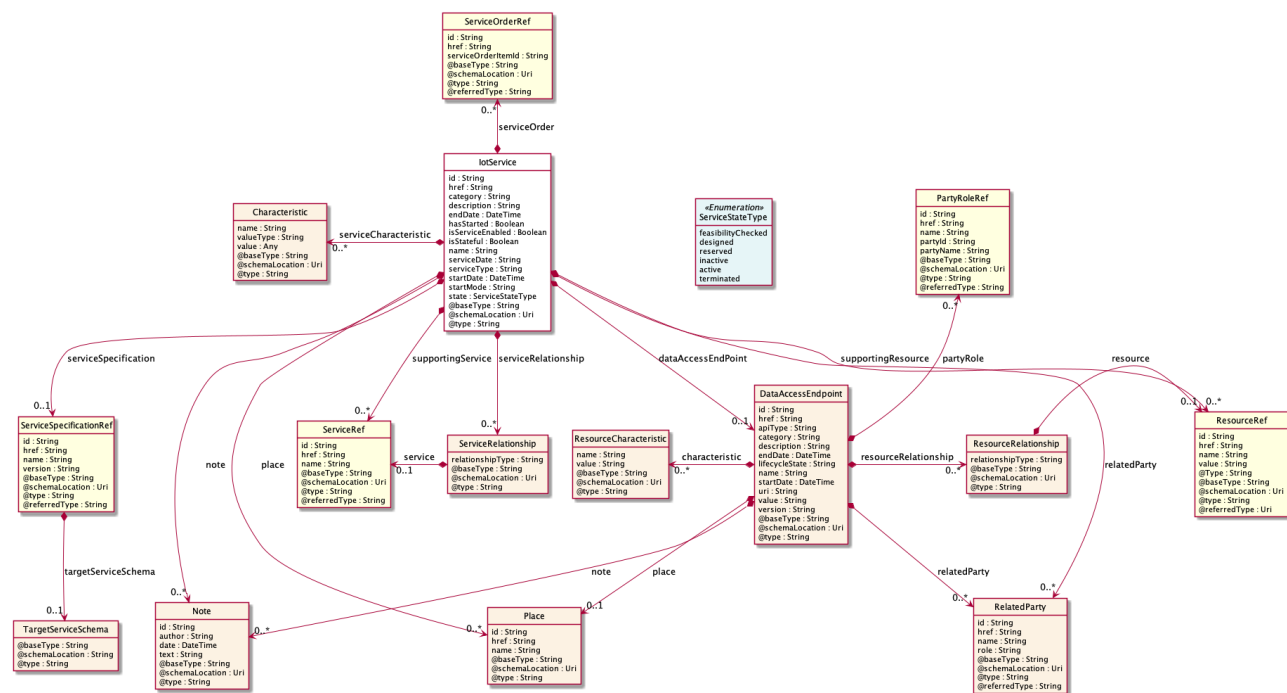 ServiceOrderRef
id : String
href : String
serviceOrderItemId : String
@baseType : String
@schemaLocation : Uri
@type : String
@referredType : String
0..*
serviceOrder
IotService
id : String
href : String
category : String
description : String
endDate : DateTime
hasStarted : Boolean
isServiceEnabled : Boolean
isStateful : Boolean
name : String
serviceDate : String
serviceType : String
startDate : DateTime
startMode : String
state : ServiceStateType
@baseType : String
@schemaLocation : Uri
@type : String
Characteristic
name : String
valueType : String
value : Any
@baseType : String
@schemaLocation : Uri
@type : String
serviceCharacteristic
0..*
«Enumeration»
ServiceStateType
feasibilityChecked
designed
reserved
inactive
active
terminated
PartyRoleRef
id : String
href : String
name : String
partyId : String
partyName : String
@baseType : String
@schemaLocation : Uri
@type : String
@referredType : String
0..*
serviceSpecification
supportingService
serviceRelationship
dataAccessEndPoint
supportingResource
partyRole
resource
0..1
0..*
0..*
0..1
0..1
0..*
ServiceSpecificationRef
id : String
href : String
name : String
version : String
@baseType : String
@schemaLocation : Uri
@type : String
@referredType : String
ServiceRef
id : String
href : String
name : String
@baseType : String
@schemaLocation : Uri
@type : String
@referredType : String
service
0..1
ServiceRelationship
relationshipType : String
@baseType : String
@schemaLocation : Uri
@type : String
ResourceCharacteristic
name : String
value : String
@baseType : String
@schemaLocation : Uri
@type : String
characteristic
0..*
DataAccessEndpoint
id : String
href : String
apiType : String
category : String
description : String
endDate : DateTime
lifecycleState : String
name : String
startDate : DateTime
uri : String
value : String
version : String
@baseType : String
@schemaLocation : Uri
@type : String
resourceRelationship
0..*
ResourceRelationship
relationshipType : String
@baseType : String
@schemaLocation : Uri
@type : String
ResourceRef
id : String
href : String
name : String
value : String
@Type : String
@baseType : String
@schemaLocation : Uri
@type : String
@referredType : Uri
note
place
relatedParty
targetServiceSchema
note
place
relatedParty
0..1
0..*
0..*
0..*
0..1
0..*
0..*
TargetServiceSchema
@baseType : String
@schemaLocation : String
@type : String
Note
id : String
author : String
date : DateTime
text : String
@baseType : String
@schemaLocation : Uri
@type : String
Place
id : String
href : String
name : String
@baseType : String
@schemaLocation : Uri
@type : String
RelatedParty
id : String
href : String
name : String
role : String
@baseType : String
@schemaLocation : Uri
@type : String
@referredType : String